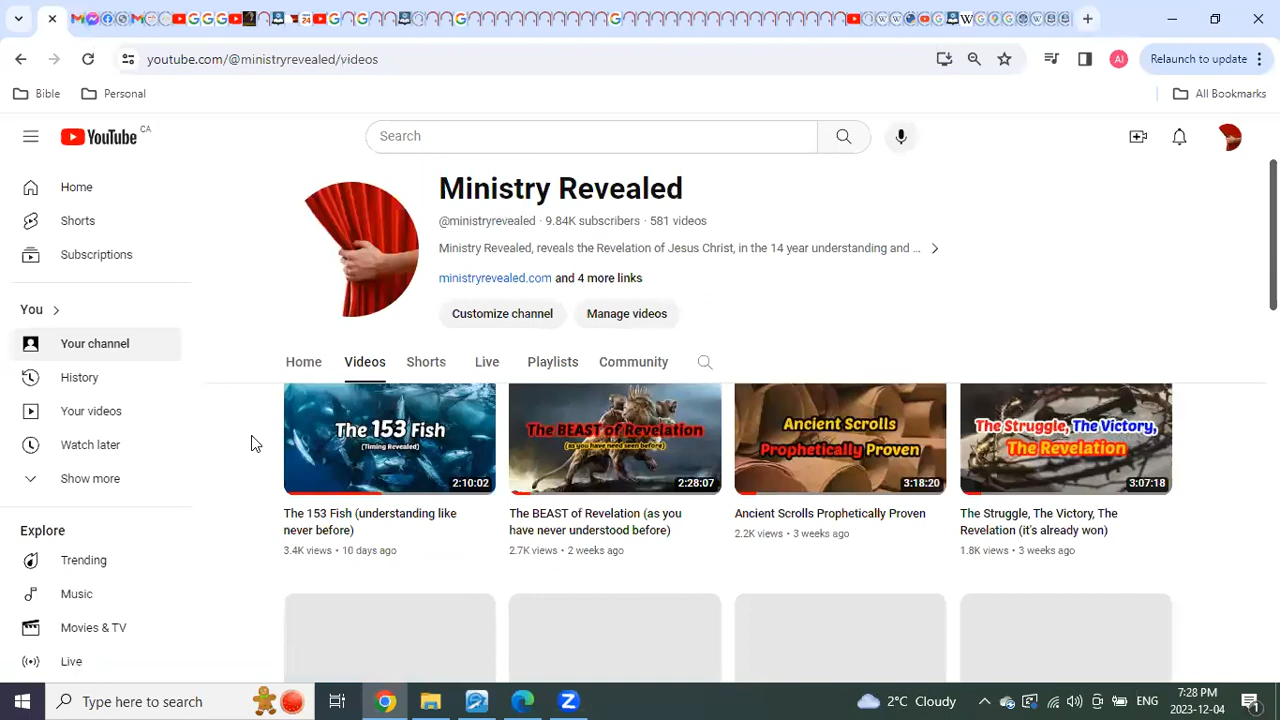 youtube.com/@ministryrevealed/videos
AI
Relaunch to update
Bible
Personal
All Bookmarks
YouTube CA
Search
Home
Shorts
Subscriptions
You
Your channel
History
Your videos
Watch later
Show more
Explore
Trending
Music
Movies & TV
Live
Ministry Revealed
@ministryrevealed · 9.84K subscribers · 581 videos
Ministry Revealed, reveals the Revelation of Jesus Christ, in the 14 year understanding and ...
ministryrevealed.com and 4 more links
Customize channel
Manage videos
Home
Videos
Shorts
Live
Playlists
Community
The 153 Fish
(Timing Revealed)
2:10:02
The 153 Fish (understanding like
never before)
3.4K views • 10 days ago
The BEAST of Revelation
(as you have need seen before)
2:28:07
The BEAST of Revelation (as you
have never understood before)
2.7K views • 2 weeks ago
Ancient Scrolls
Prophetically Proven
3:18:20
Ancient Scrolls Prophetically Proven
2.2K views • 3 weeks ago
The Struggle, The Victory,
The Revelation
3:07:18
The Struggle, The Victory, The
Revelation (it's already won)
1.8K views • 3 weeks ago
Type here to search
2°C Cloudy
ENG
7:28 PM
2023-12-04